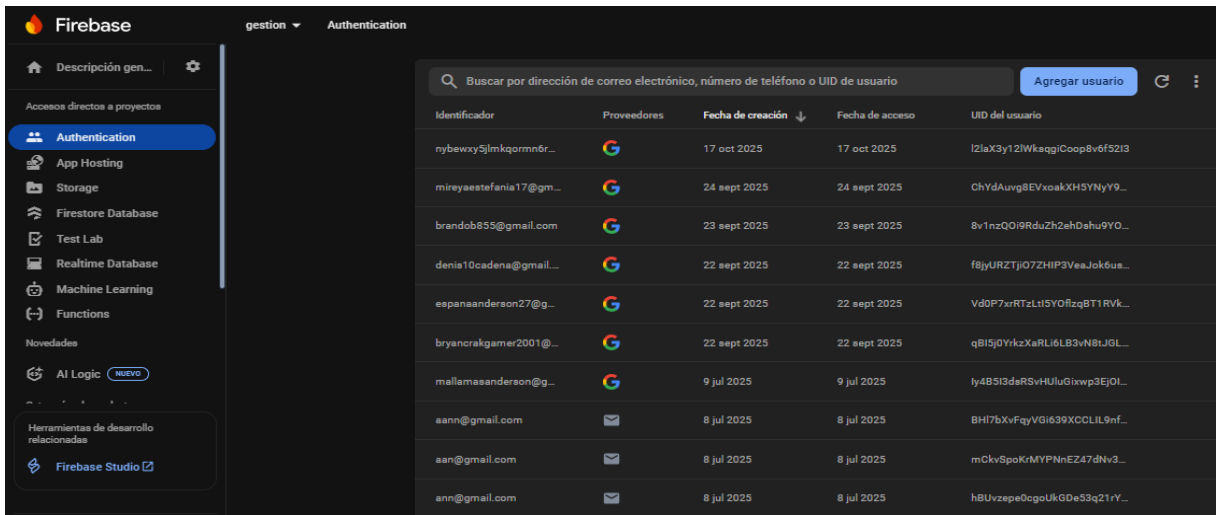 Firebase
gestion Authentication
Descripción gen...
Accesos directos a proyectos
Authentication
App Hosting
Storage
Firestore Database
Test Lab
Realtime Database
Machine Learning
Functions
Novedades
AI Logic NUEVO
Herramientas de desarrollo
relacionadas
Firebase Studio
Buscar por dirección de correo electrónico, número de teléfono o UID de usuario Agregar usuario
Identificador Proveedores Fecha de creación Fecha de acceso UID del usuario
nybewxy5jlmkqormn6r... 17 oct 2025 17 oct 2025 l2laX3y12lWksqgiCoop8v6f52I3
mireyaestefania17@gm... 24 sept 2025 24 sept 2025 ChYdAuvg8EVxoakXH5YNyY9...
brandob855@gmail.com 23 sept 2025 23 sept 2025 8v1nzQOi9RduZh2ehDshu9YO...
denis10cadena@gmail.... 22 sept 2025 22 sept 2025 f8jyURZTjiO7ZHIP3VeaJok6us...
espanaanderson27@g... 22 sept 2025 22 sept 2025 Vd0P7xrRTzLtI5YOflzqBT1RVk...
bryancrakgamer2001@... 22 sept 2025 22 sept 2025 qBI5j0YrkzXaRLi6LB3vN8tJGL...
mallamasanderson@g... 9 jul 2025 9 jul 2025 Iy4B5I3dsRSvHUluGixwp3EjOI...
aann@gmail.com 8 jul 2025 8 jul 2025 BHl7bXvFqyVGi639XCCLIL9nf...
aan@gmail.com 8 jul 2025 8 jul 2025 mCkvSpoKrMYPNnEZ47dNv3...
ann@gmail.com 8 jul 2025 8 jul 2025 hBUvzepe0cgoUkGDe53q21rY...